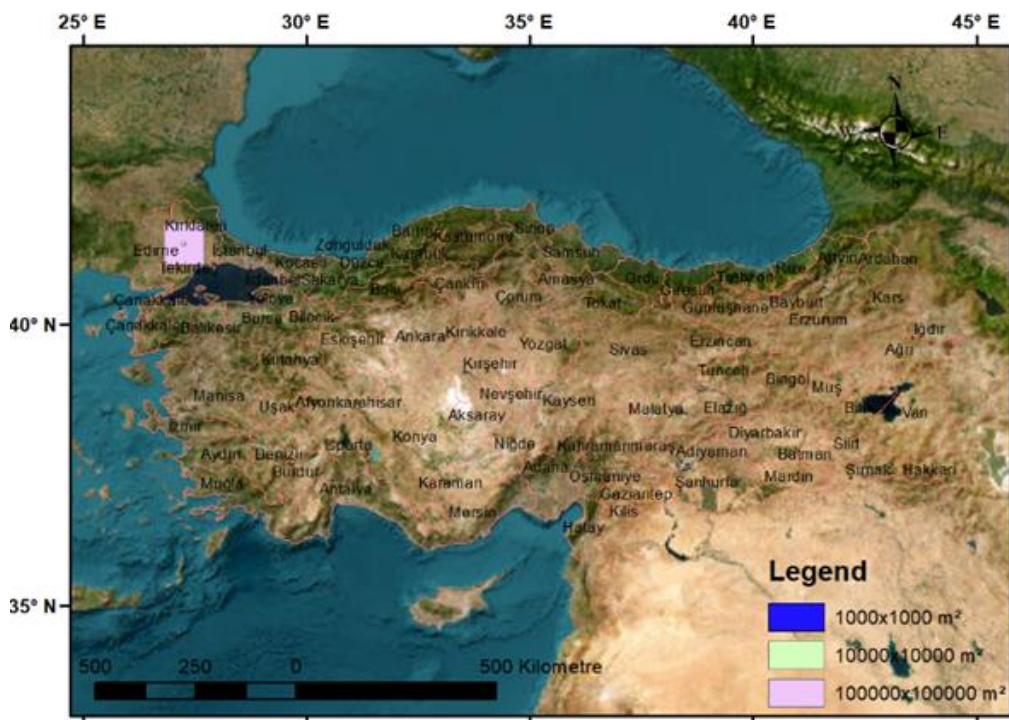 25° E 30° E 35° E 40° E 45° E
N
W E
S
Kırklareli
Edirne İstanbul
Tekirdağ
Zonguldak Bartın Kastamonu Sinop
Karabük Samsun
Kocaeli Düzce
İstanbul Sakarya Bolu Çankırı Amasya Ordu Giresun Trabzon Rize Artvin Ardahan
Çanakkale Yalova Çorum Tokat Gümüşhane Bayburt Kars
40° N
Çanakkale Balıkesir Bursa Bilecik Erzurum
Eskişehir Ankara Kırıkkale Yozgat Sivas Erzincan Iğdır
Ağrı
Kütahya Kırşehir Tunceli Bingöl Muş
Manisa Uşak Afyonkarahisar Nevşehir Kayseri Malatya Elazığ Van
Aksaray
İzmir Isparta Konya Niğde Kahramanmaraş Adıyaman Diyarbakır Siirt
Aydın Denizli Batman
Burdur Adana Osmaniye Mardin Şırnak Hakkari
Muğla Antalya Karaman Gaziantep Şanlıurfa
Mersin Kilis
Hatay
35° N
Legend
1000x1000 m²
10000x10000 m²
100000x100000 m²
500 250 0 500 Kilometre